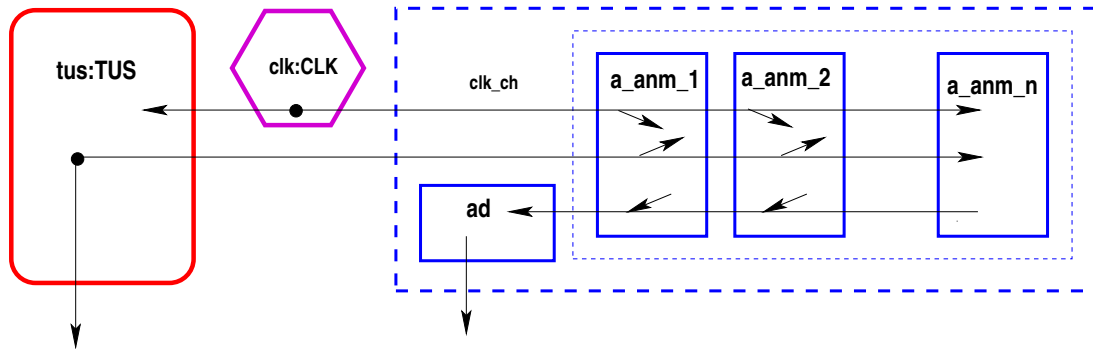 tus:TUS
clk:CLK
clk_ch
a_anm_1
a_anm_2
a_anm_n
ad